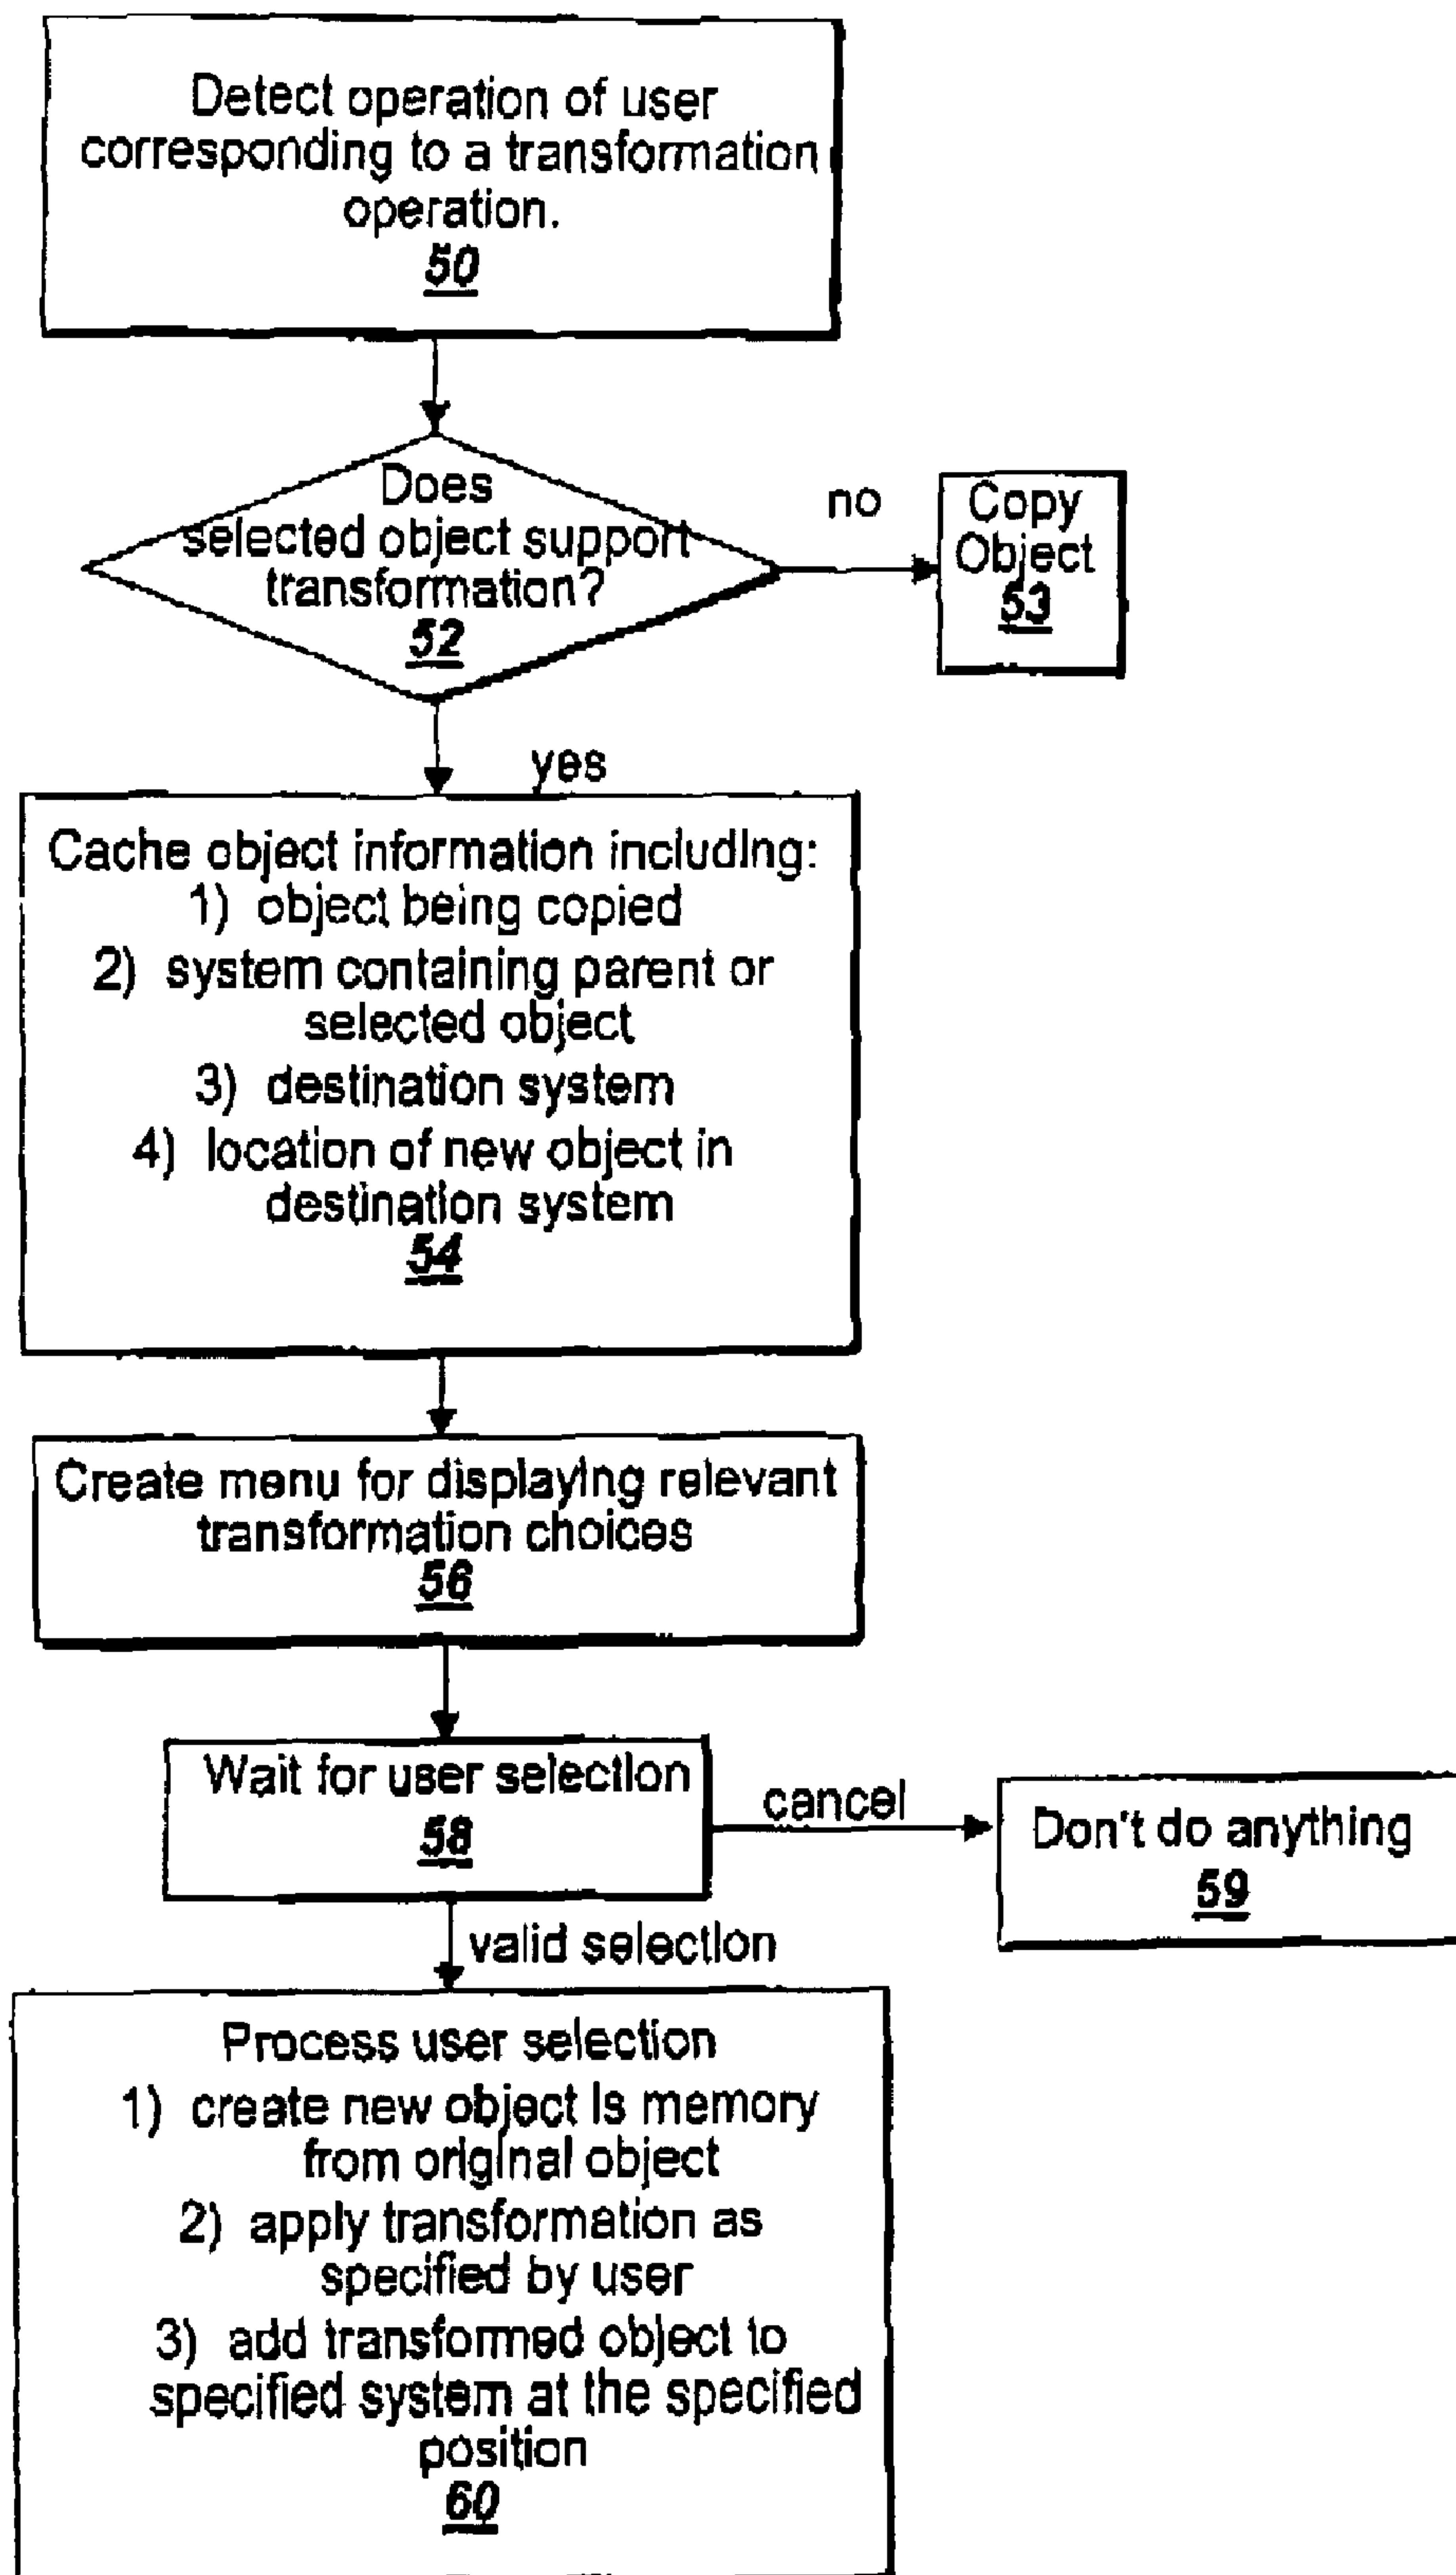 Detect operation of user
corresponding to a transformation
operation.
50
Does
selected object support
transformation?
52
no
Copy
Object
53
yes
Cache object information including:
1) object being copied
2) system containing parent or
selected object
3) destination system
4) location of new object in
destination system
54
Create menu for displaying relevant
transformation choices
56
Wait for user selection
58
cancel
Don't do anything
59
valid selection
Process user selection
1) create new object is memory
from original object
2) apply transformation as
specified by user
3) add transformed object to
specified system at the specified
position
60